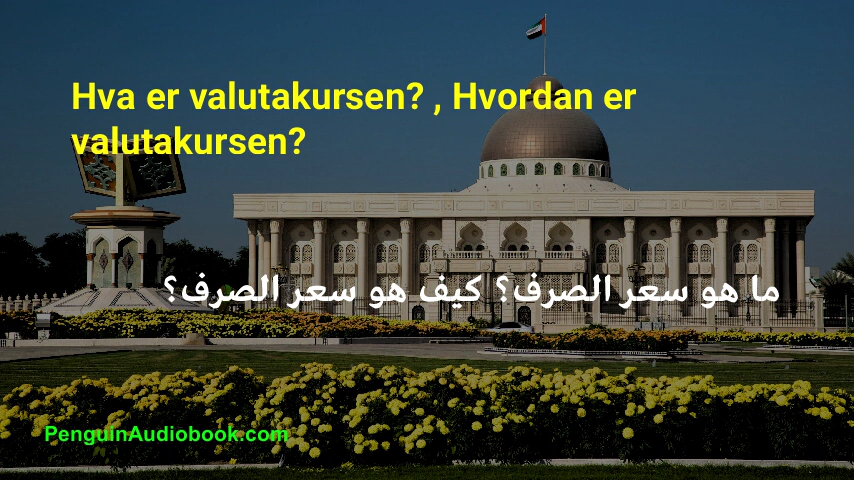 Hva er valutakursen? , Hvordan er
valutakursen?
ما هو سعر الصرف؟ كيف هو سعر الصرف؟
PenguinAudiobook.com